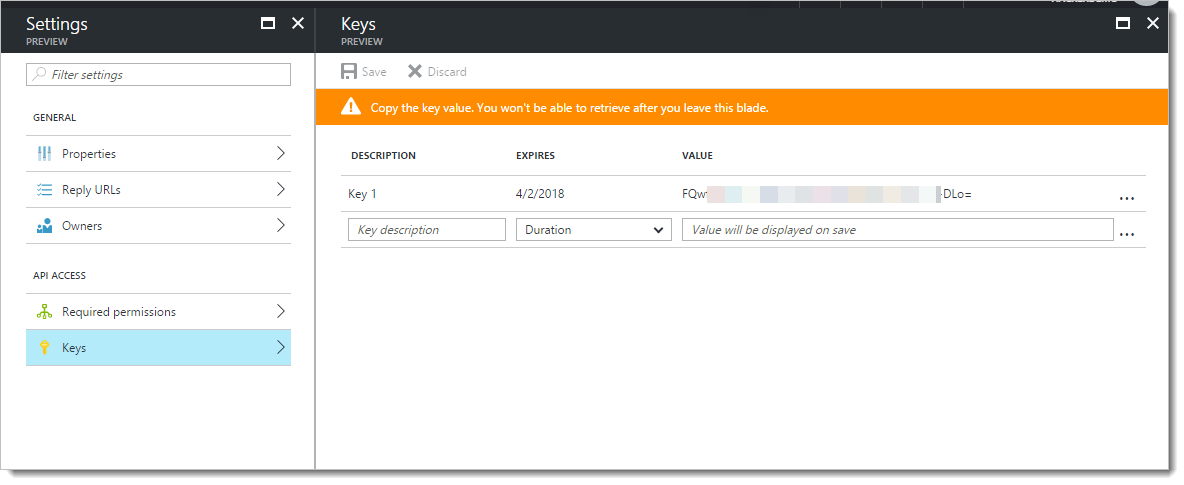 Settings
PREVIEW
Filter settings
GENERAL
Properties
Reply URLs
Owners
API ACCESS
Required permissions
Keys
Keys
PREVIEW
Save Discard
Copy the key value. You won't be able to retrieve after you leave this blade.
DESCRIPTION EXPIRES VALUE
Key 1 4/2/2018 FQw DLo= ...
Key description Duration Value will be displayed on save ...